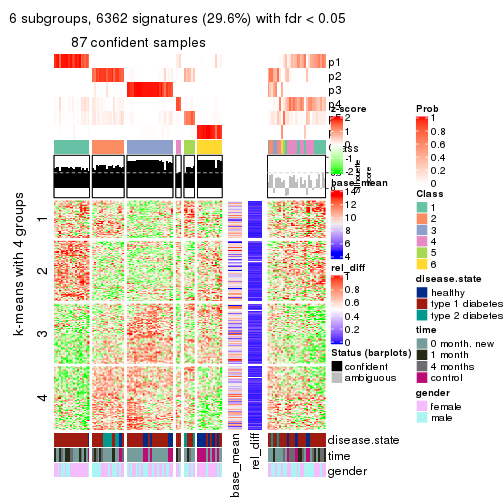 6 subgroups, 6362 signatures (29.6%) with fdr < 0.05
87 confident samples
p1
p2
p3
p4
z-score
2
1
0
-1
-2
base_mean
14
12
10
8
6
4
rel_diff
1
0.8
0.6
0.4
0.2
0
Status (barplots)
confident
ambiguous
Prob
1
0.8
0.6
0.4
0.2
0
Class
1
2
3
4
5
6
disease.state
healthy
type 1 diabetes
type 2 diabetes
time
0 month, new
1 month
4 months
control
gender
female
male
k-means with 4 groups
1
2
3
4
disease.state
time
gender
base_mean
rel_diff